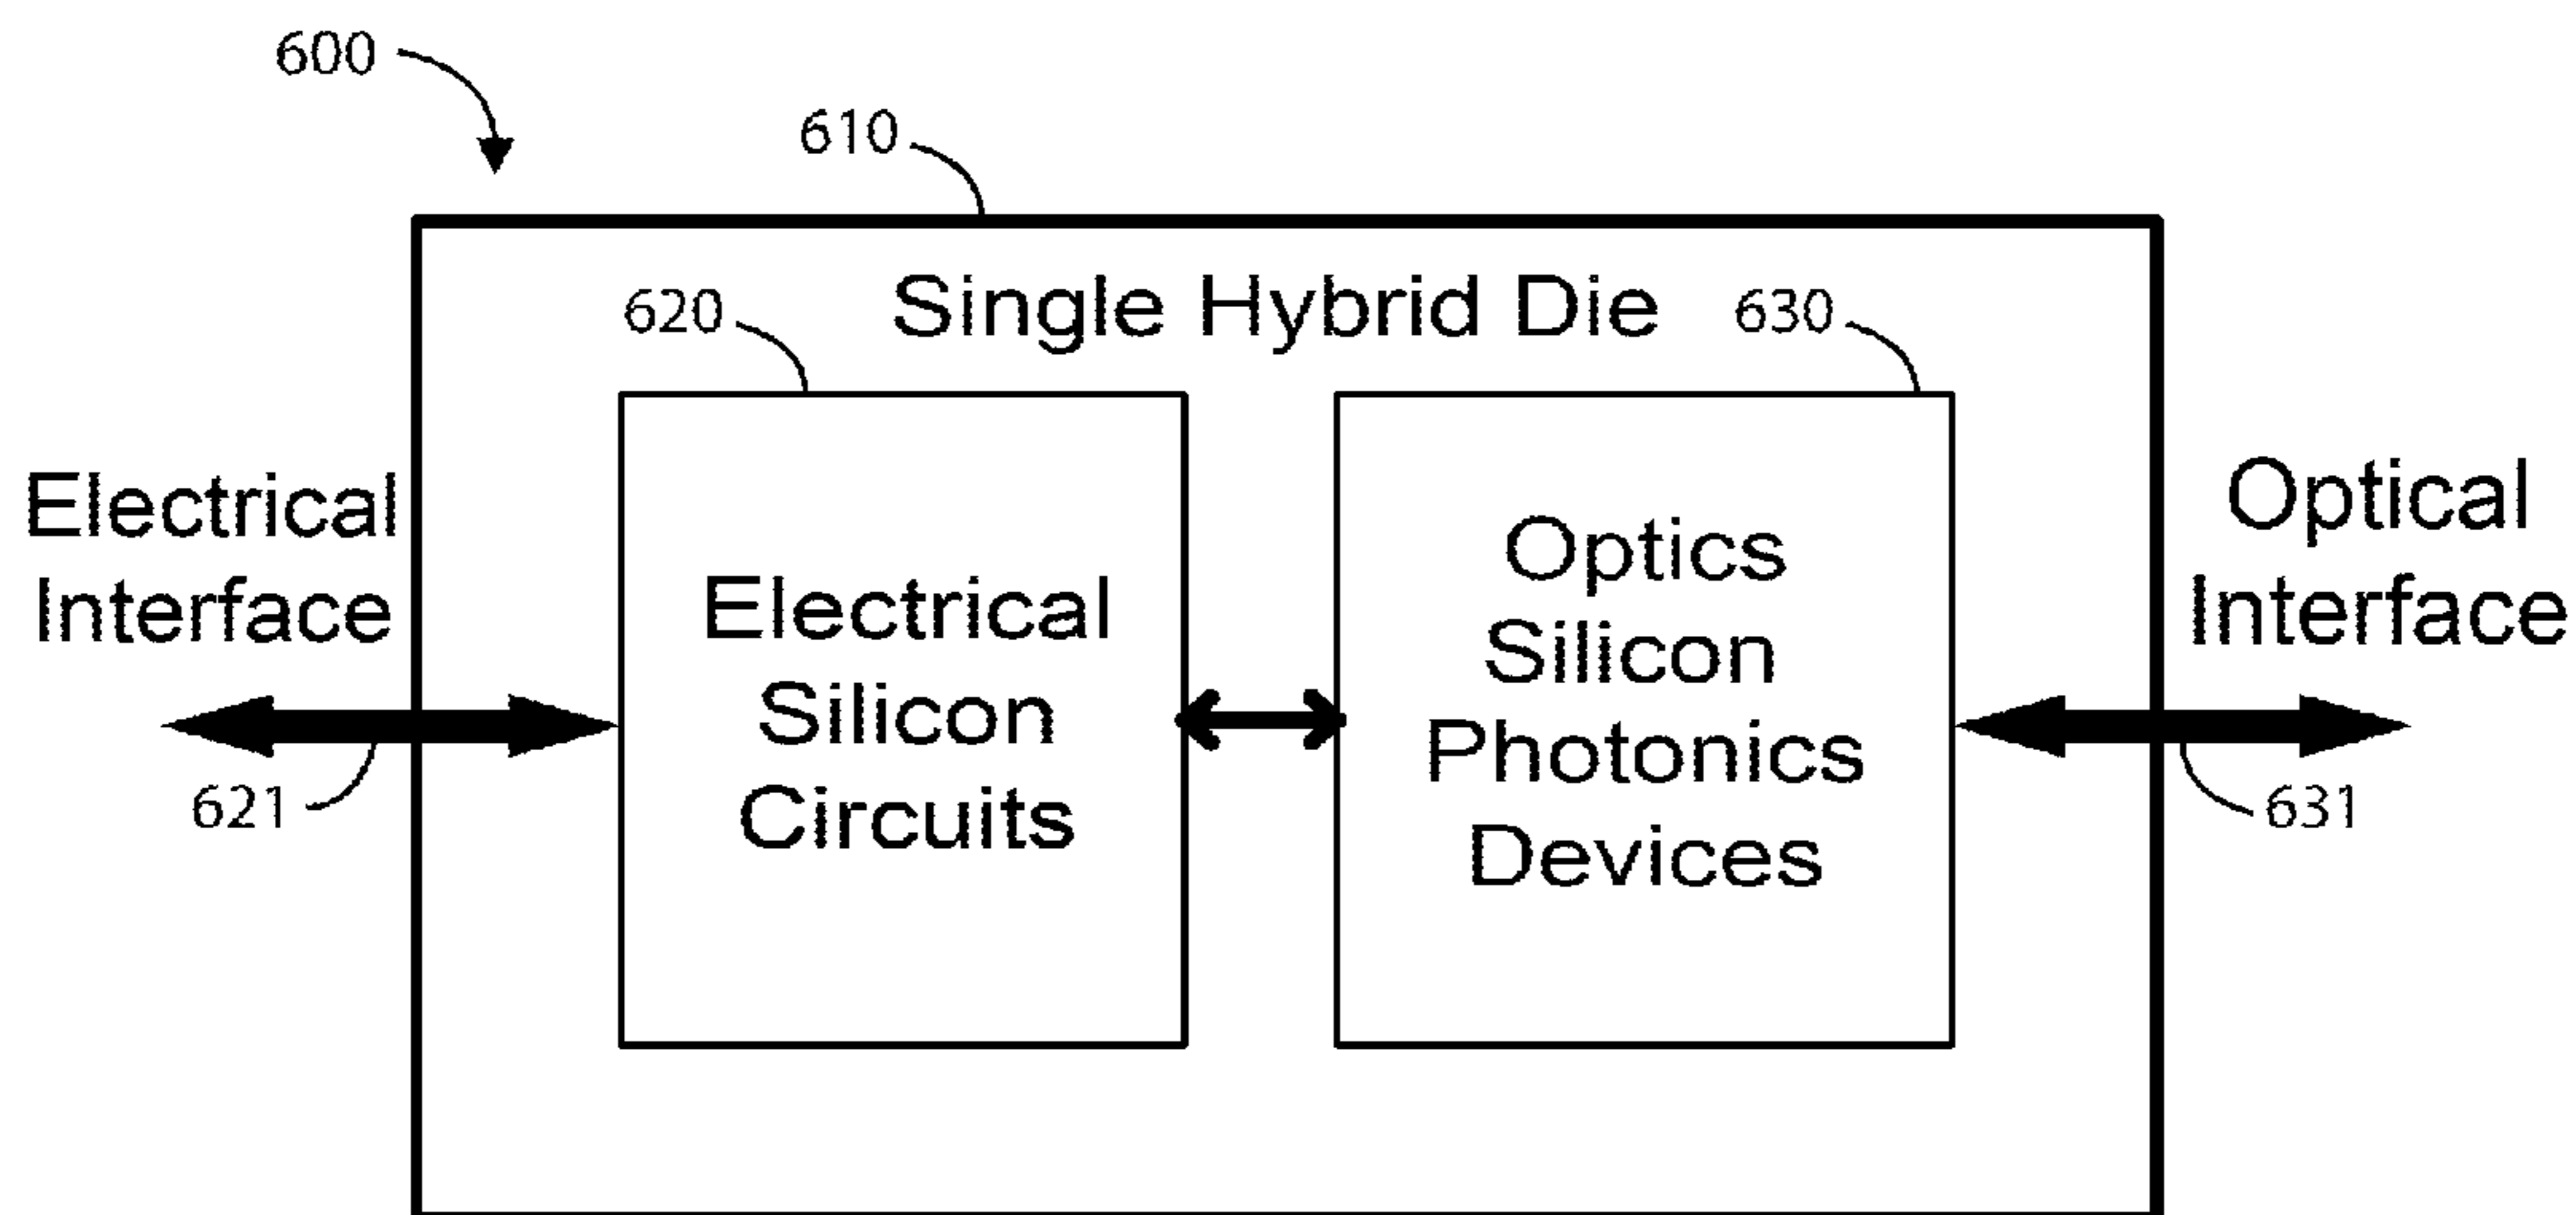 600
610
Single Hybrid Die
620
630
Electrical
Interface
Electrical
Silicon
Circuits
Optics
Silicon
Photonics
Devices
Optical
Interface
621
631